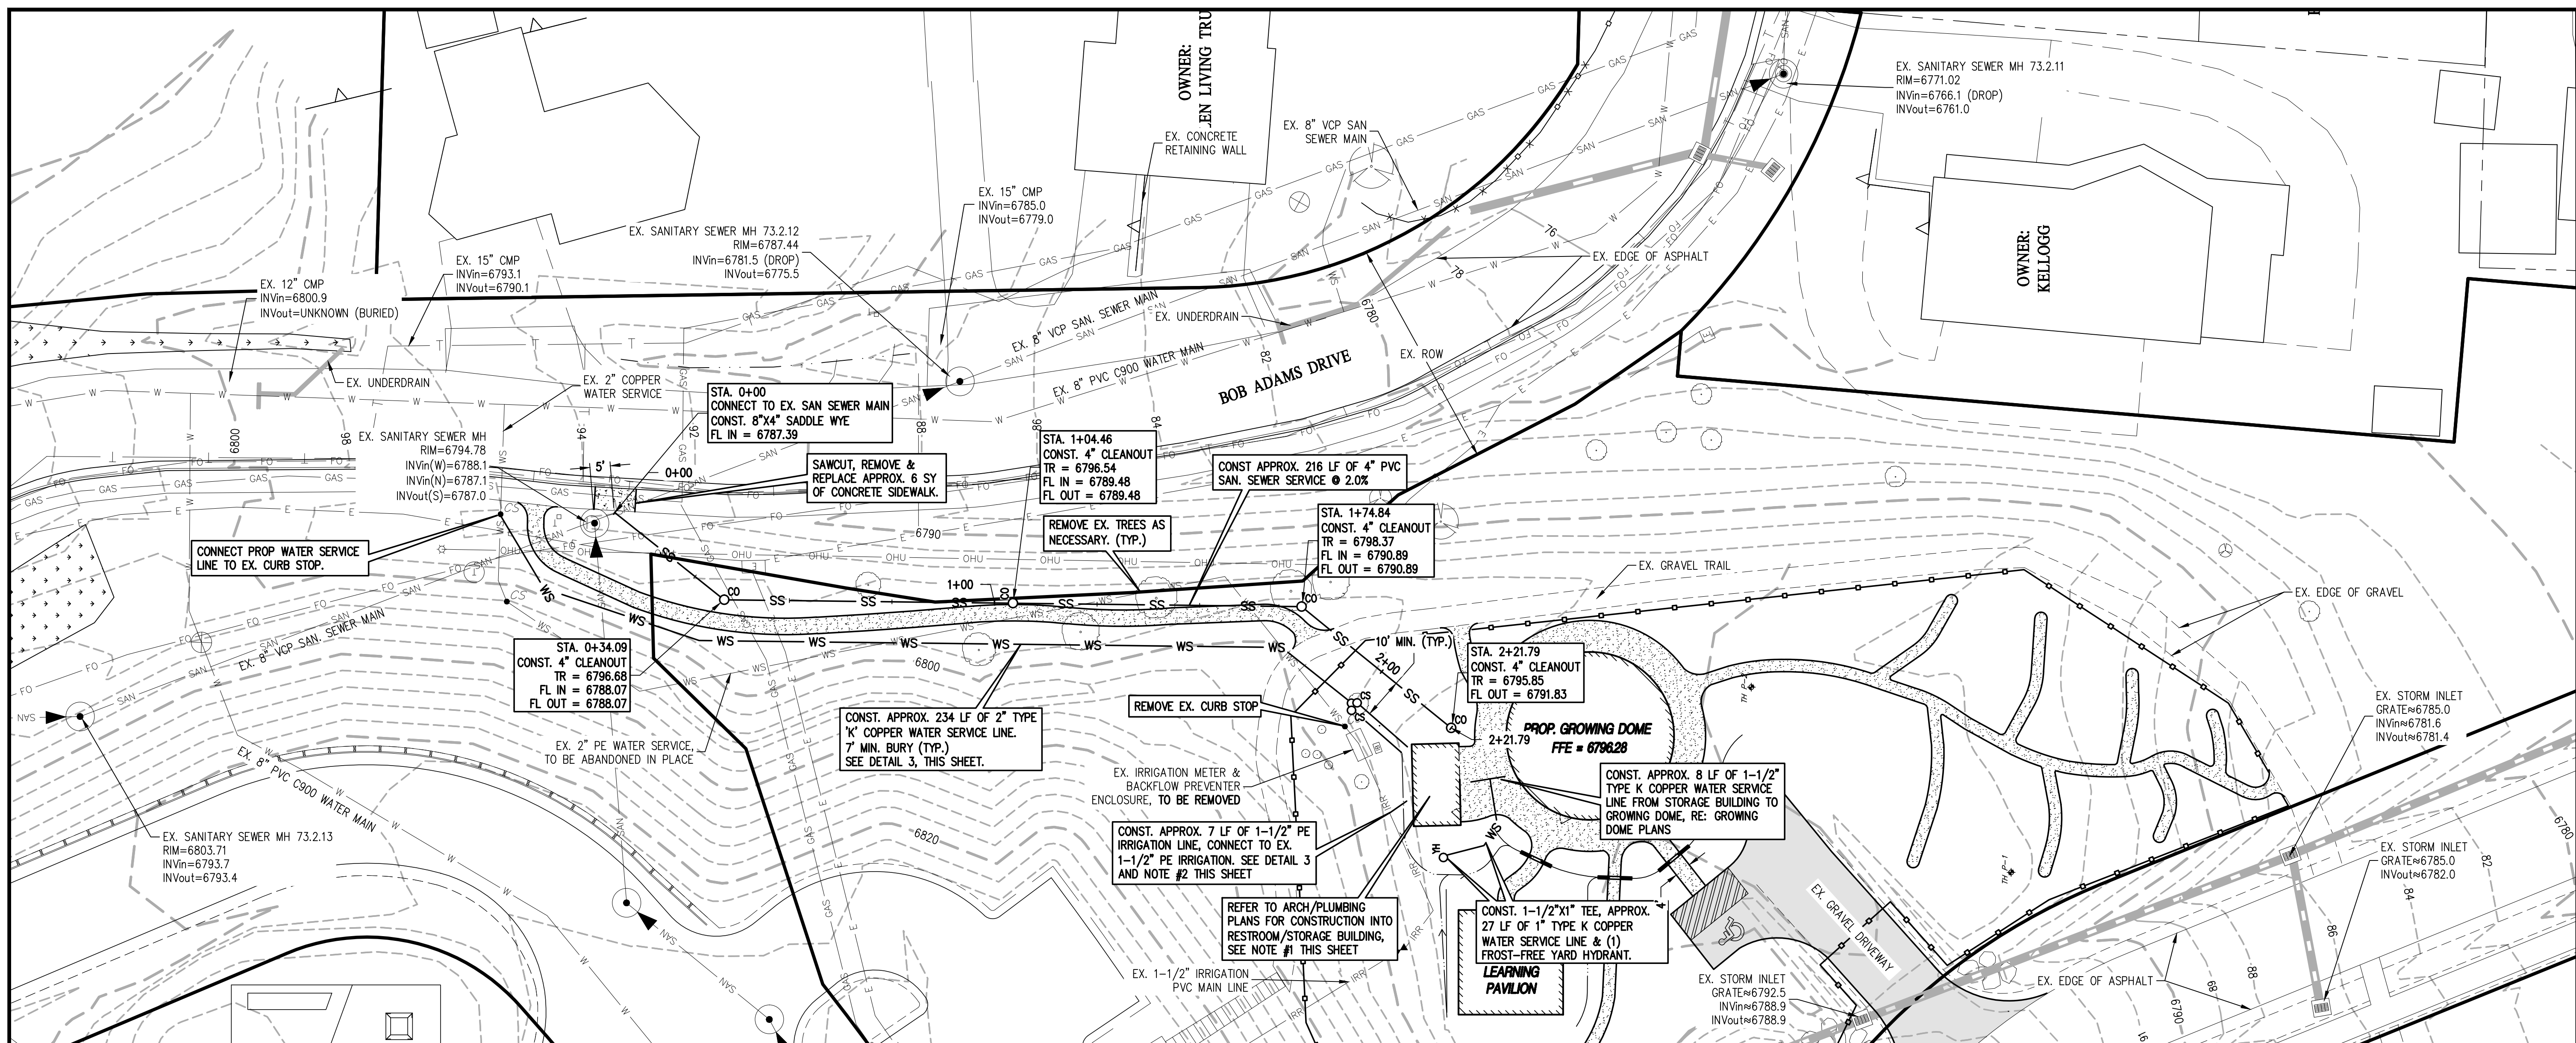 OWNER:
LEN LIVING TRU
EX. SANITARY SEWER MH 73.2.11
RIM=6771.02
INVin=6766.1 (DROP)
INVout=6761.0
EX. CONCRETE
RETAINING WALL
EX. 8" VCP SAN
SEWER MAIN
EX. 15" CMP
INVin=6785.0
INVout=6779.0
EX. SANITARY SEWER MH 73.2.12
RIM=6787.44
INVin=6781.5 (DROP)
INVout=6775.5
EX. 15" CMP
INVin=6793.1
INVout=6790.1
EX. 12" CMP
INVin=6800.9
INVout=UNKNOWN (BURIED)
EX. EDGE OF ASPHALT
OWNER:
KELLOGG
EX. 8" VCP SAN. SEWER MAIN
EX. UNDERDRAIN
EX. 8" PVC C900 WATER MAIN
BOB ADAMS DRIVE
EX. ROW
EX. UNDERDRAIN
EX. 2" COPPER
WATER SERVICE
STA. 0+00
CONNECT TO EX. SAN SEWER MAIN
CONST. 8"X4" SADDLE WYE
FL IN = 6787.39
EX. SANITARY SEWER MH
RIM=6794.78
INVin(W)=6788.1
INVin(N)=6787.1
INVout(S)=6787.0
5'
0+00
SAWCUT, REMOVE &
REPLACE APPROX. 6 SY
OF CONCRETE SIDEWALK.
STA. 1+04.46
CONST. 4" CLEANOUT
TR = 6796.54
FL IN = 6789.48
FL OUT = 6789.48
CONST APPROX. 216 LF OF 4" PVC
SAN. SEWER SERVICE @ 2.0%
REMOVE EX. TREES AS
NECESSARY. (TYP.)
STA. 1+74.84
CONST. 4" CLEANOUT
TR = 6798.37
FL IN = 6790.89
FL OUT = 6790.89
CONNECT PROP WATER SERVICE
LINE TO EX. CURB STOP.
6790
1+00
EX. GRAVEL TRAIL
EX. EDGE OF GRAVEL
EX. 8" VCP SAN. SEWER MAIN
STA. 0+34.09
CONST. 4" CLEANOUT
TR = 6796.68
FL IN = 6788.07
FL OUT = 6788.07
6800
10' MIN. (TYP.)
2+00
STA. 2+21.79
CONST. 4" CLEANOUT
TR = 6795.85
FL OUT = 6791.83
REMOVE EX. CURB STOP
CONST. APPROX. 234 LF OF 2" TYPE
'K' COPPER WATER SERVICE LINE.
7' MIN. BURY (TYP.)
SEE DETAIL 3, THIS SHEET.
EX. 2" PE WATER SERVICE,
TO BE ABANDONED IN PLACE
2+21.79
PROP. GROWING DOME
FFE = 6796.28
EX. STORM INLET
GRATE≈6785.0
INVin≈6781.6
INVout≈6781.4
EX. IRRIGATION METER &
BACKFLOW PREVENTER
ENCLOSURE, TO BE REMOVED
CONST. APPROX. 8 LF OF 1-1/2"
TYPE K COPPER WATER SERVICE
LINE FROM STORAGE BUILDING TO
GROWING DOME, RE: GROWING
DOME PLANS
EX. 8" PVC C900 WATER MAIN
6820
EX. SANITARY SEWER MH 73.2.13
RIM=6803.71
INVin=6793.7
INVout=6793.4
CONST. APPROX. 7 LF OF 1-1/2" PE
IRRIGATION LINE, CONNECT TO EX.
1-1/2" PE IRRIGATION. SEE DETAIL 3
AND NOTE #2 THIS SHEET
EX. STORM INLET
GRATE≈6785.0
INVout≈6782.0
REFER TO ARCH/PLUMBING
PLANS FOR CONSTRUCTION INTO
RESTROOM/STORAGE BUILDING,
SEE NOTE #1 THIS SHEET
CONST. 1-1/2"X1" TEE, APPROX.
27 LF OF 1" TYPE K COPPER
WATER SERVICE LINE & (1)
FROST-FREE YARD HYDRANT.
4'
EX. GRAVEL DRIVEWAY
LEARNING
PAVILION
EX. 1-1/2" IRRIGATION
PVC MAIN LINE
EX. STORM INLET
GRATE≈6792.5
INVin≈6788.9
INVout≈6788.9
EX. EDGE OF ASPHALT
6790
6780